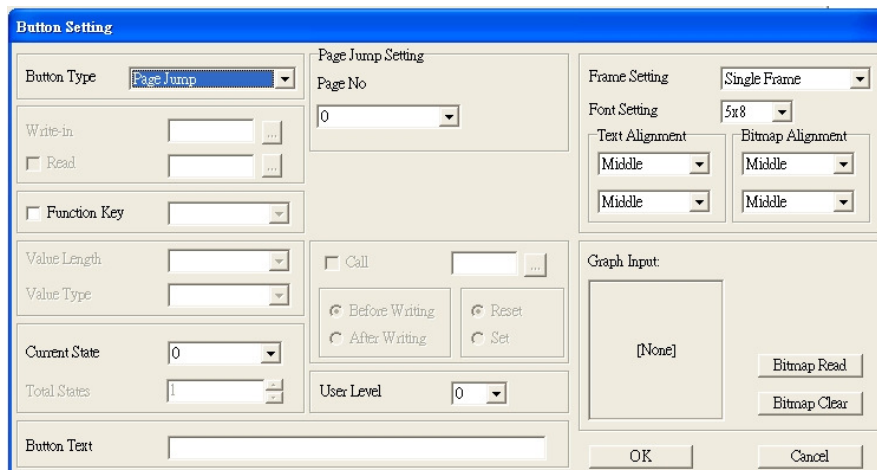 Button Setting
Button Type Page Jump
Write-in ...
Read ...
Function Key
Value Length
Value Type
Current State 0
Total States 1
Button Text
Page Jump Setting
Page No
0
Call ...
Before Writing Reset
After Writing Set
User Level 0
Frame Setting Single Frame
Font Setting 5x8
Text Alignment Bitmap Alignment
Middle Middle
Middle Middle
Graph Input:
[None]
Bitmap Read
Bitmap Clear
OK Cancel